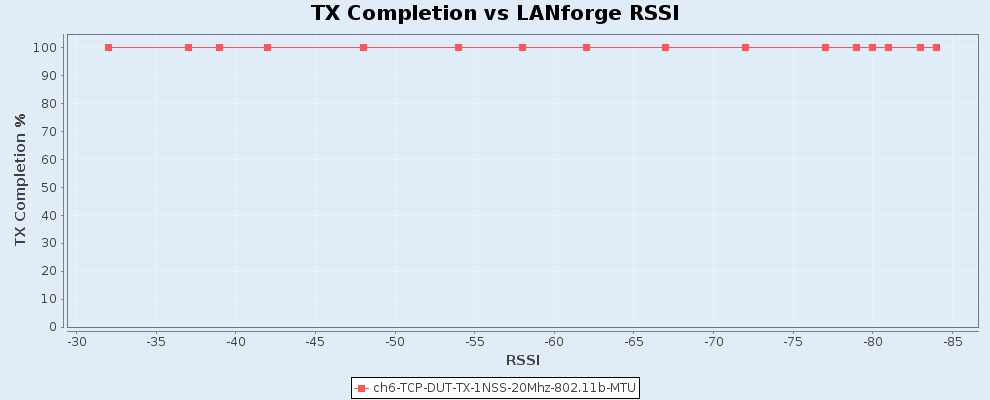 TX Completion vs LANforge RSSI
TX Completion %
100
90
80
70
60
50
40
30
20
10
0
-30 -35 -40 -45 -50 -55 -60 -65 -70 -75 -80 -85
RSSI
ch6-TCP-DUT-TX-1NSS-20Mhz-802.11b-MTU